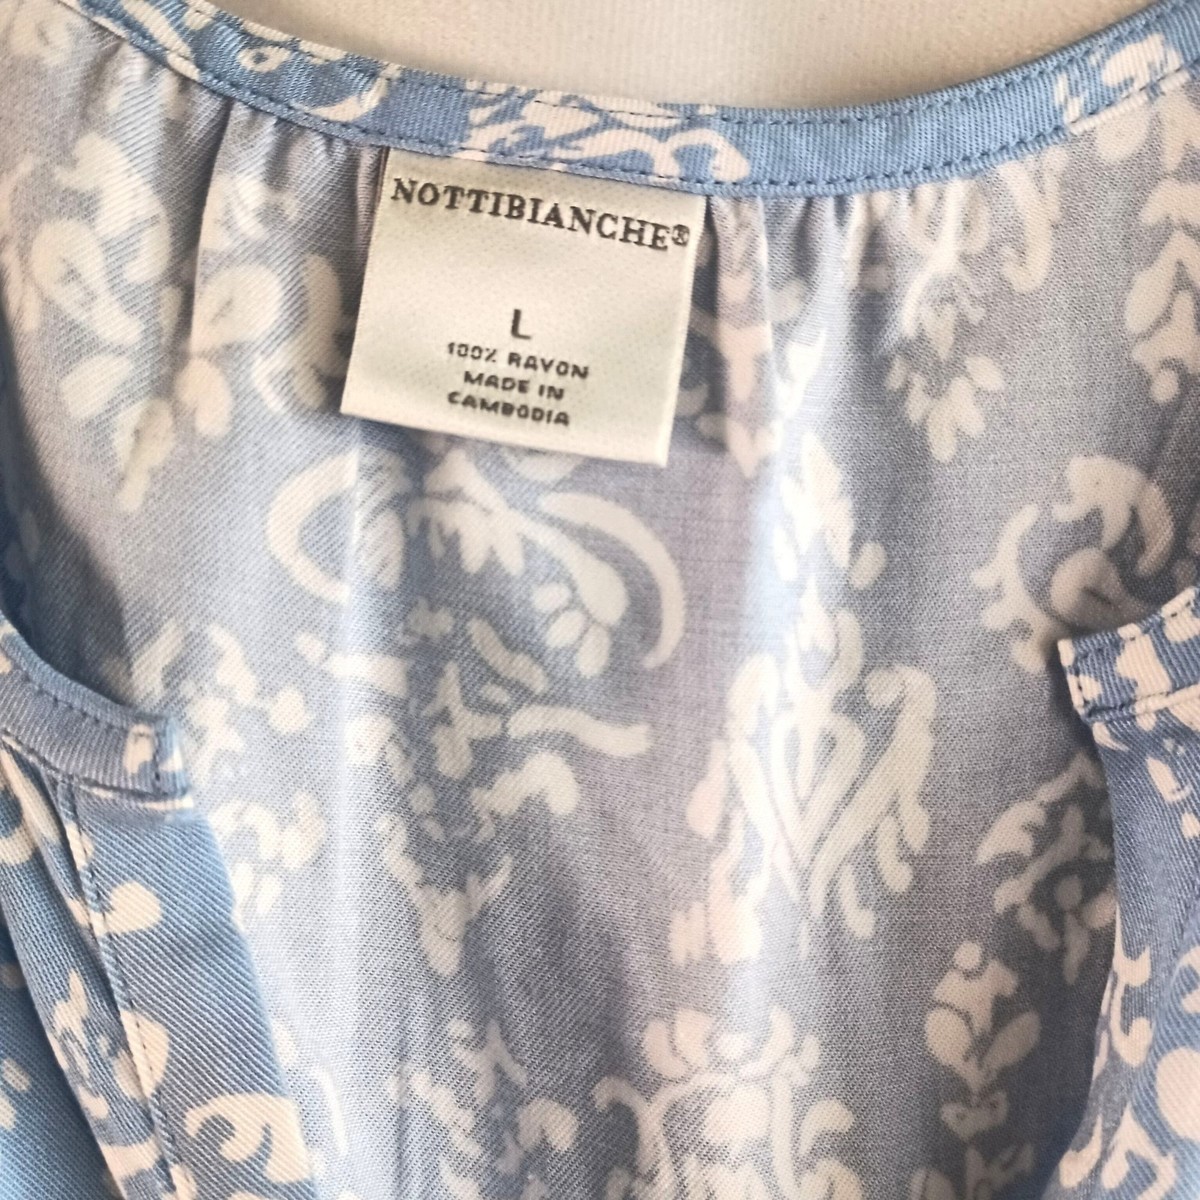 NOTTIBIANCHE®
L
100% RAYON
MADE IN
CAMBODIA